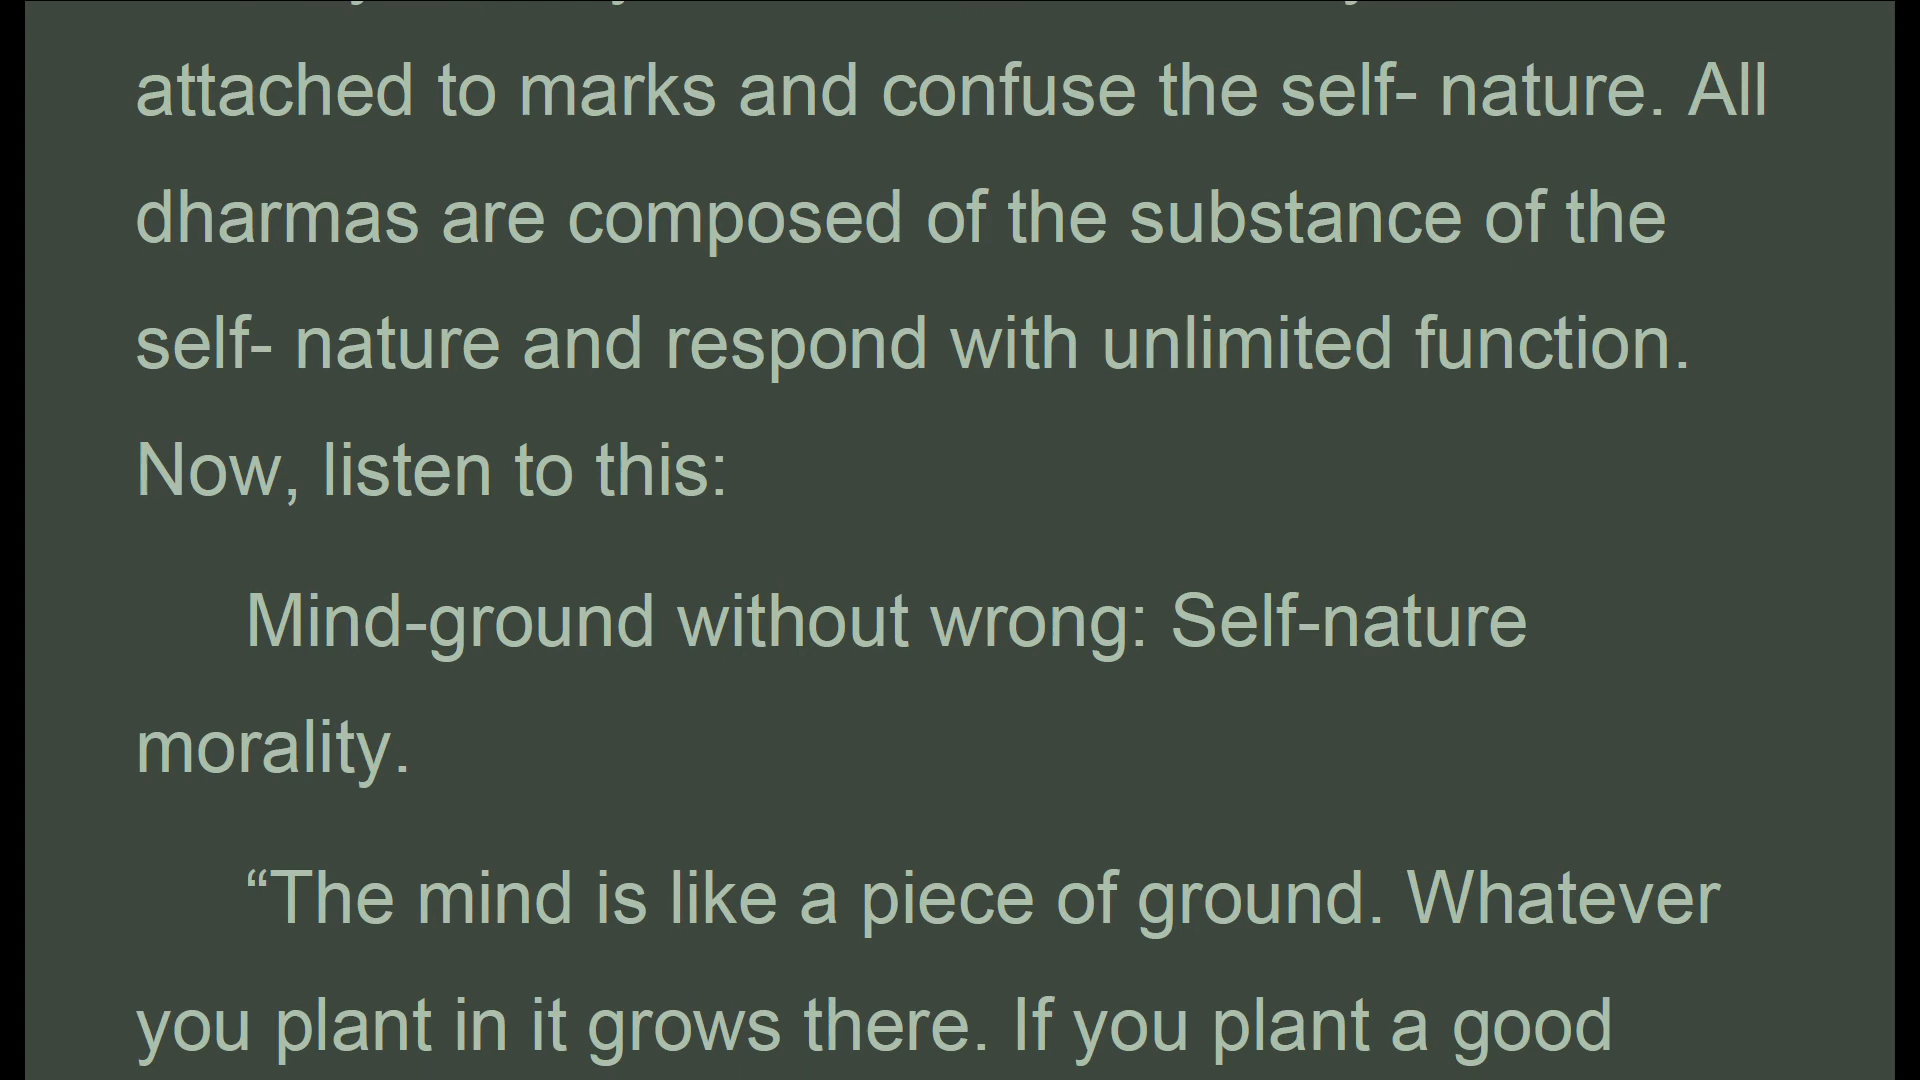 attached to marks and confuse the self- nature. All
dharmas are composed of the substance of the
self- nature and respond with unlimited function.
Now, listen to this:
Mind-ground without wrong: Self-nature
morality.
“The mind is like a piece of ground. Whatever
you plant in it grows there. If you plant a good